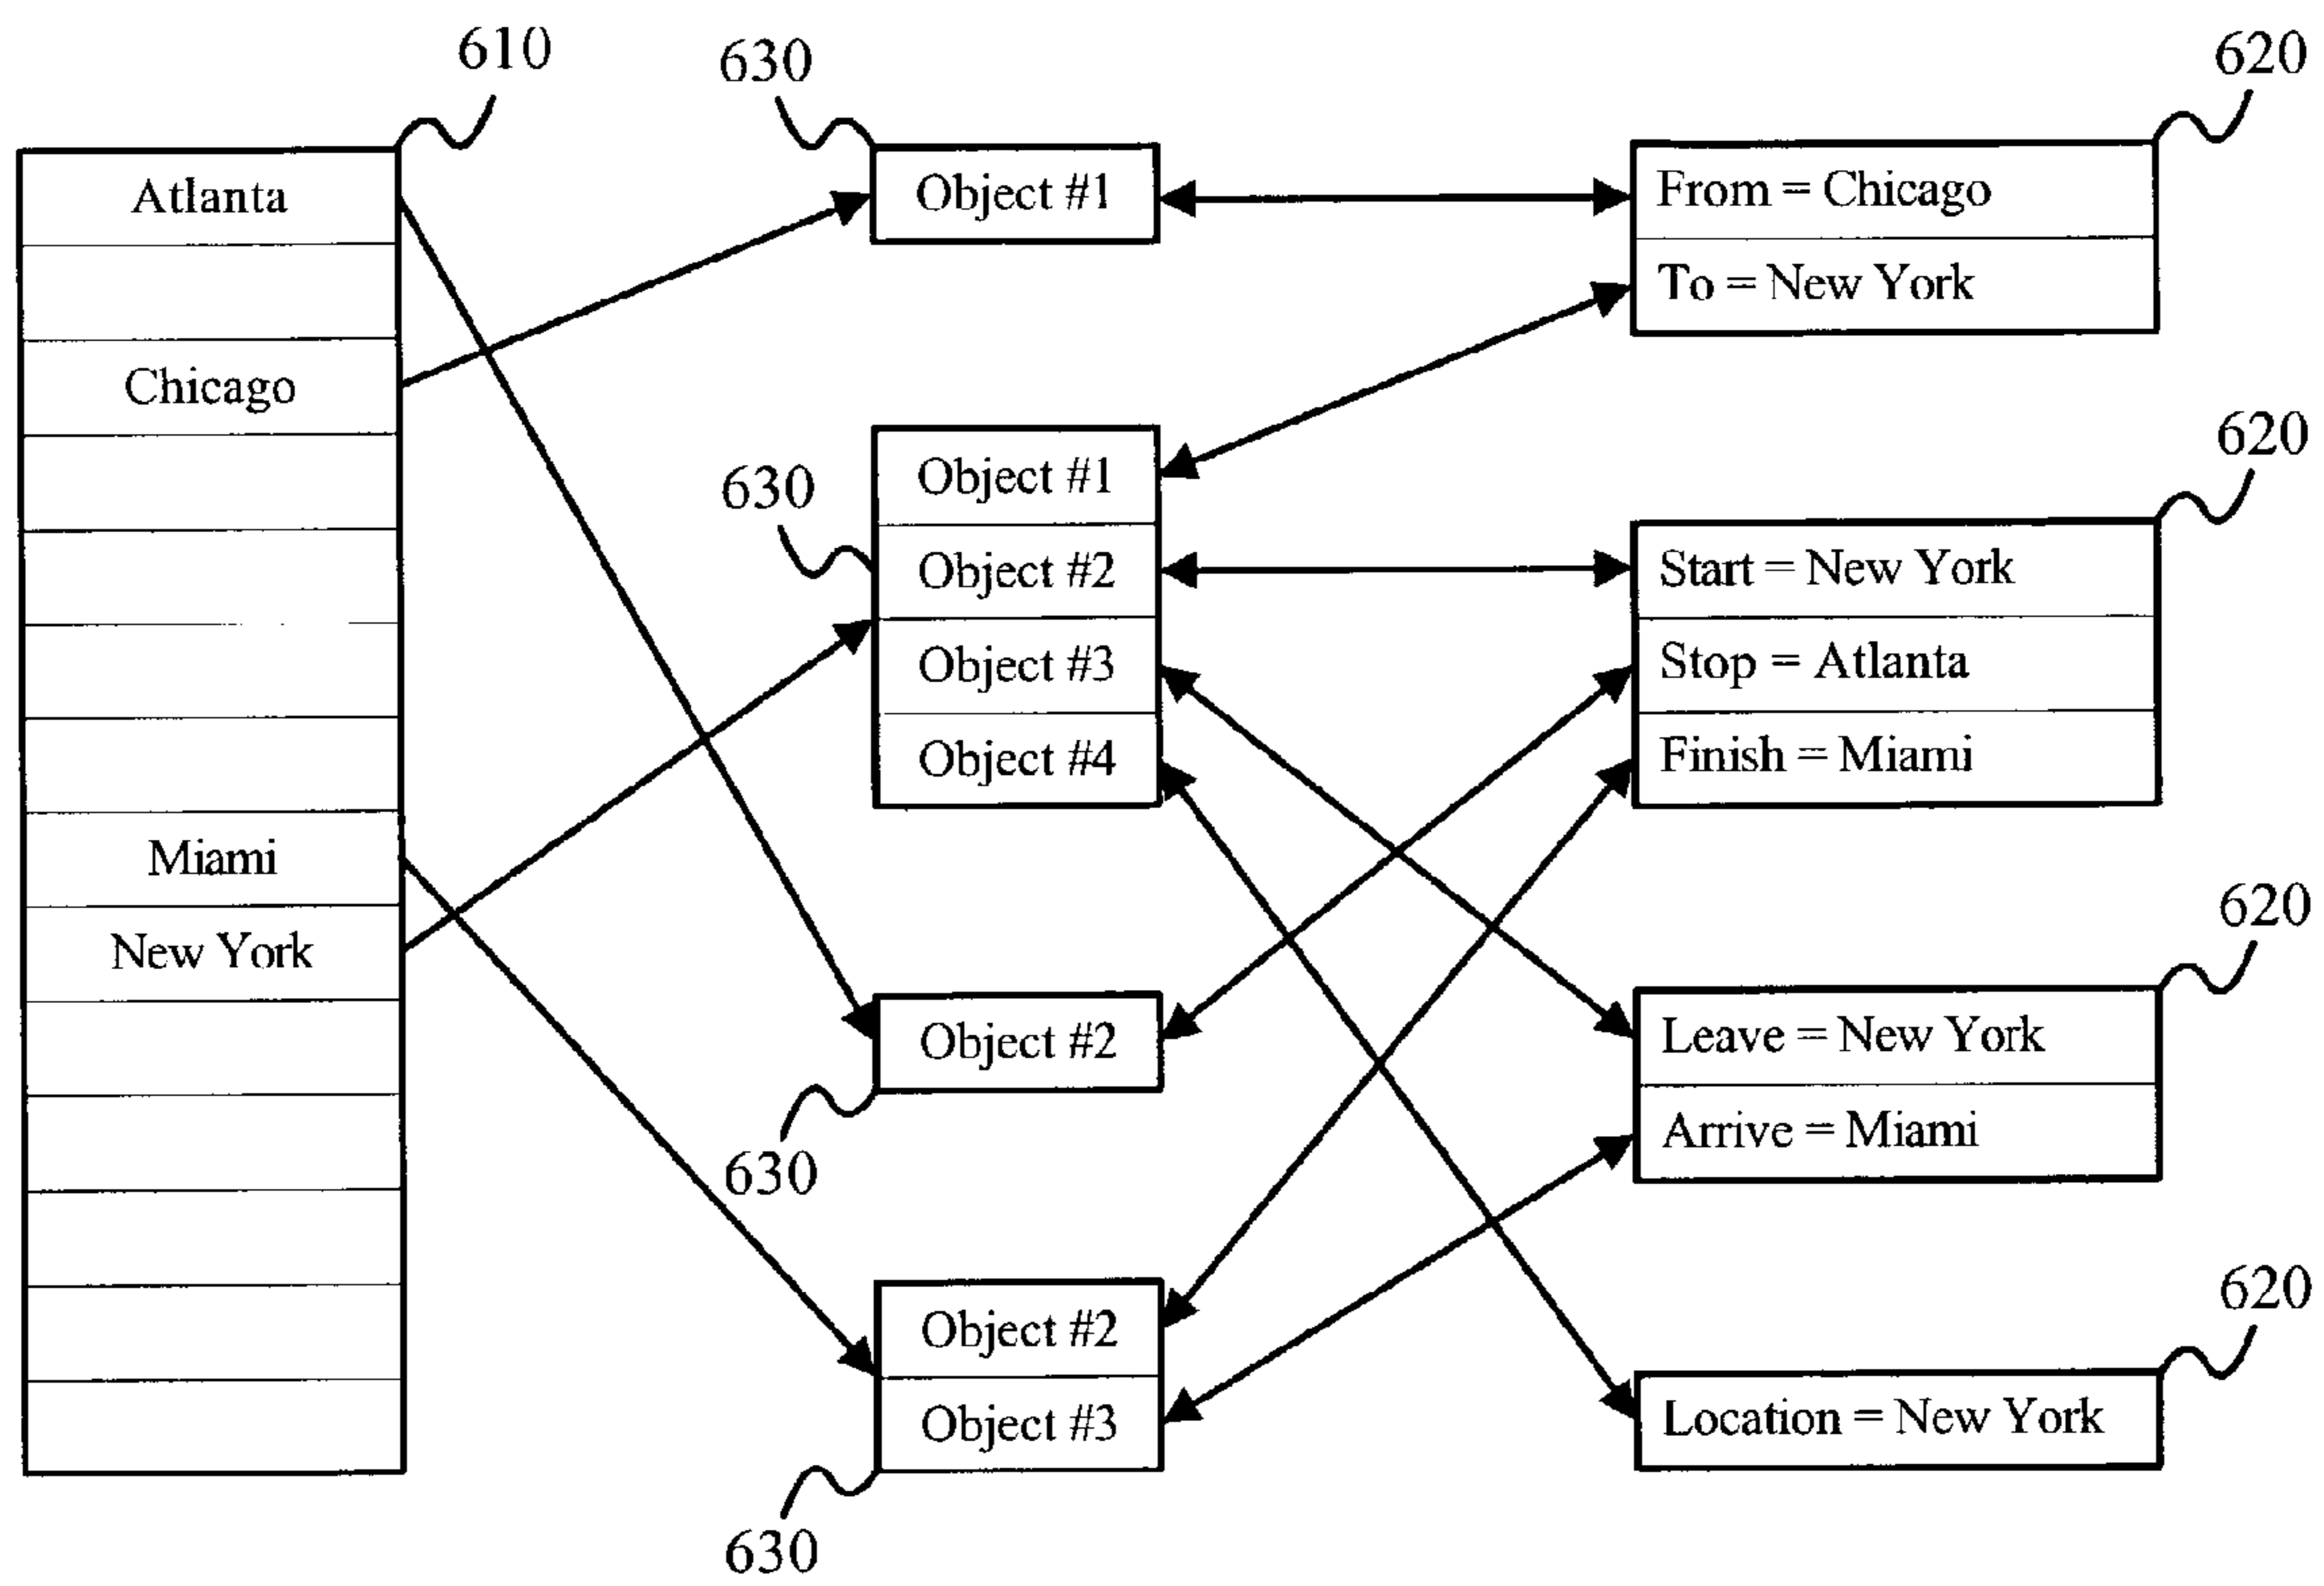 610
630
620
Atlanta
Chicago
Miami
New York
Object #1
630
Object #1
Object #2
Object #3
Object #4
Object #2
630
Object #2
Object #3
630
From = Chicago
To = New York
620
Start = New York
Stop = Atlanta
Finish = Miami
620
Leave = New York
Arrive = Miami
620
Location = New York